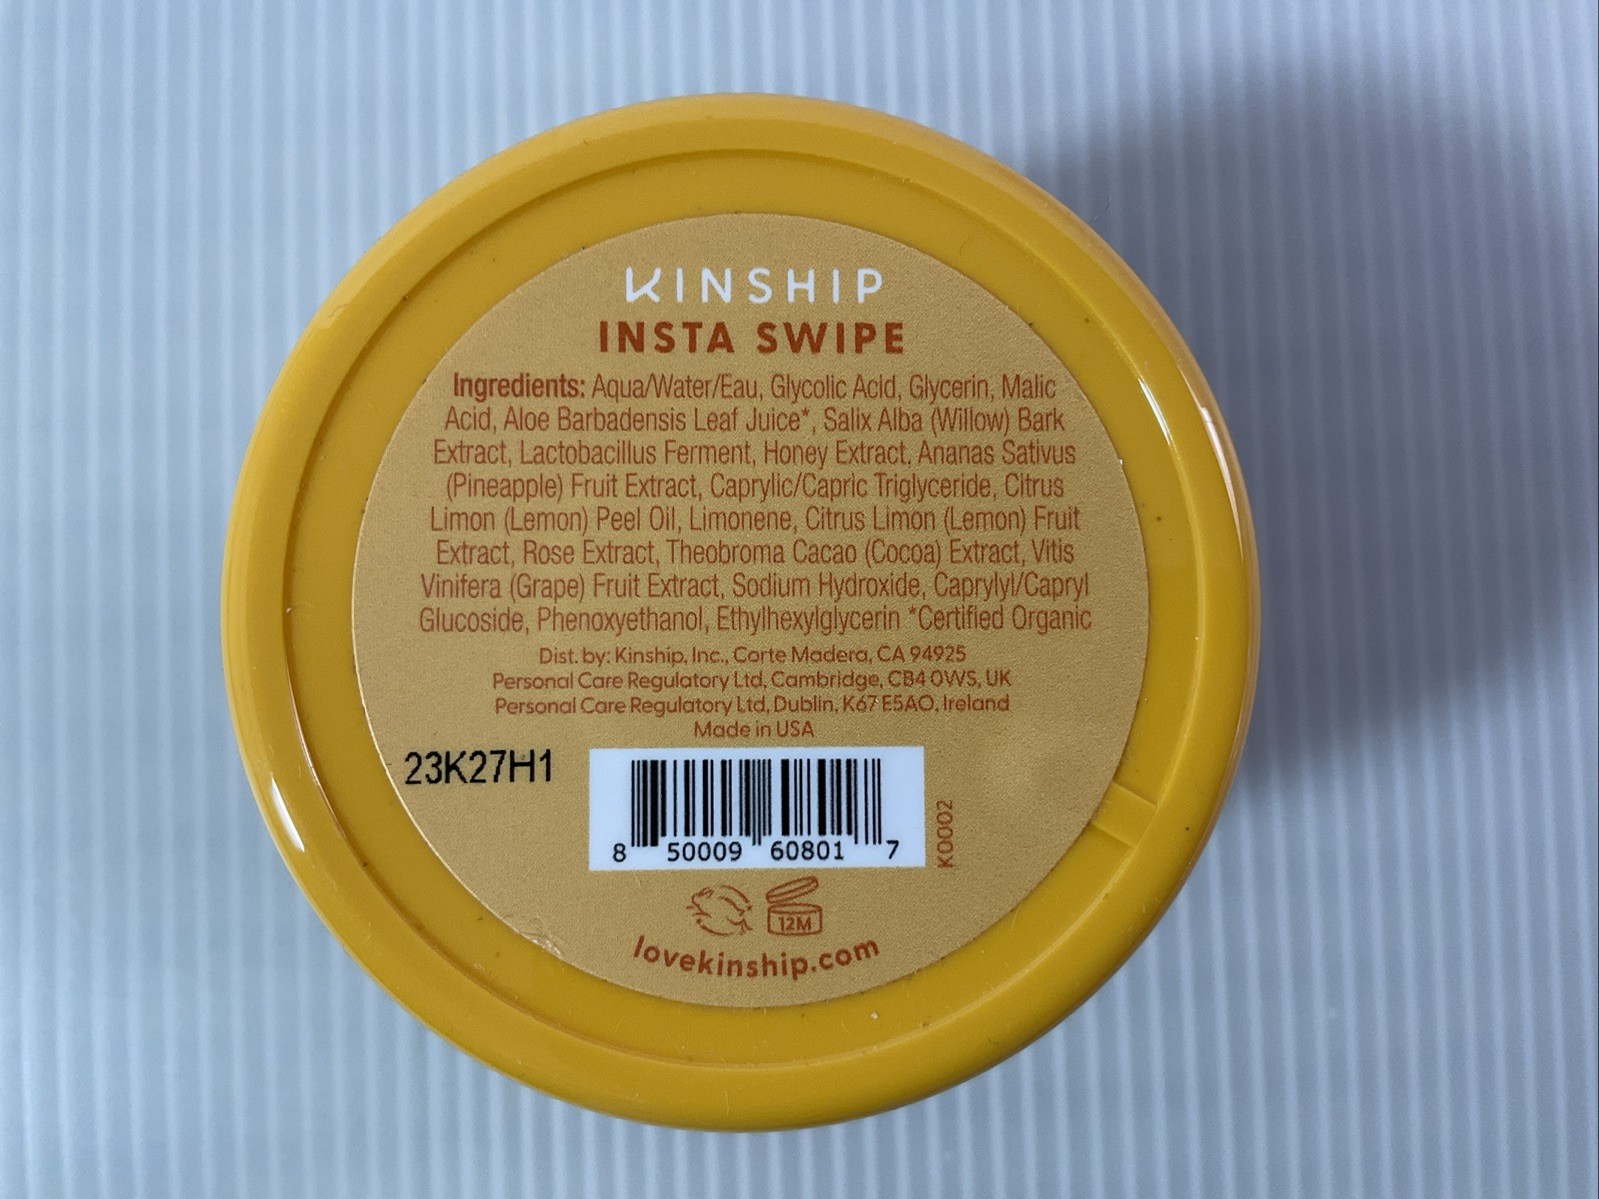 KINSHIP
INSTA SWIPE
Ingredients: Aqua/Water/Eau, Glycolic Acid, Glycerin, Malic
Acid, Aloe Barbadensis Leaf Juice*, Salix Alba (Willow) Bark
Extract, Lactobacillus Ferment, Honey Extract, Ananas Sativus
(Pineapple) Fruit Extract, Caprylic/Capric Triglyceride, Citrus
Limon (Lemon) Peel Oil, Limonene, Citrus Limon (Lemon) Fruit
Extract, Rose Extract, Theobroma Cacao (Cocoa) Extract, Vitis
Vinifera (Grape) Fruit Extract, Sodium Hydroxide, Caprylyl/Capryl
Glucoside, Phenoxyethanol, Ethylhexylglycerin *Certified Organic
Dist. by: Kinship, Inc., Corte Madera, CA 94925
Personal Care Regulatory Ltd, Cambridge, CB4 0WS, UK
Personal Care Regulatory Ltd, Dublin, K67 E5AO, Ireland
Made in USA
23K27H1
8 50009 60801 7
K0002
12M
lovekinship.com